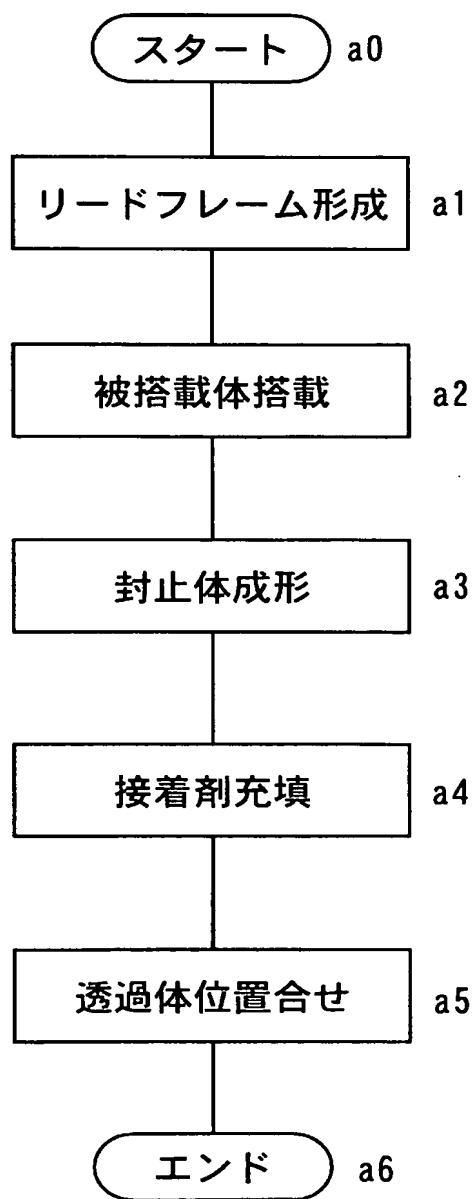 スタート a0
リードフレーム形成 a1
被搭載体搭載 a2
封止体成形 a3
接着剤充填 a4
透過体位置合せ a5
エンド a6